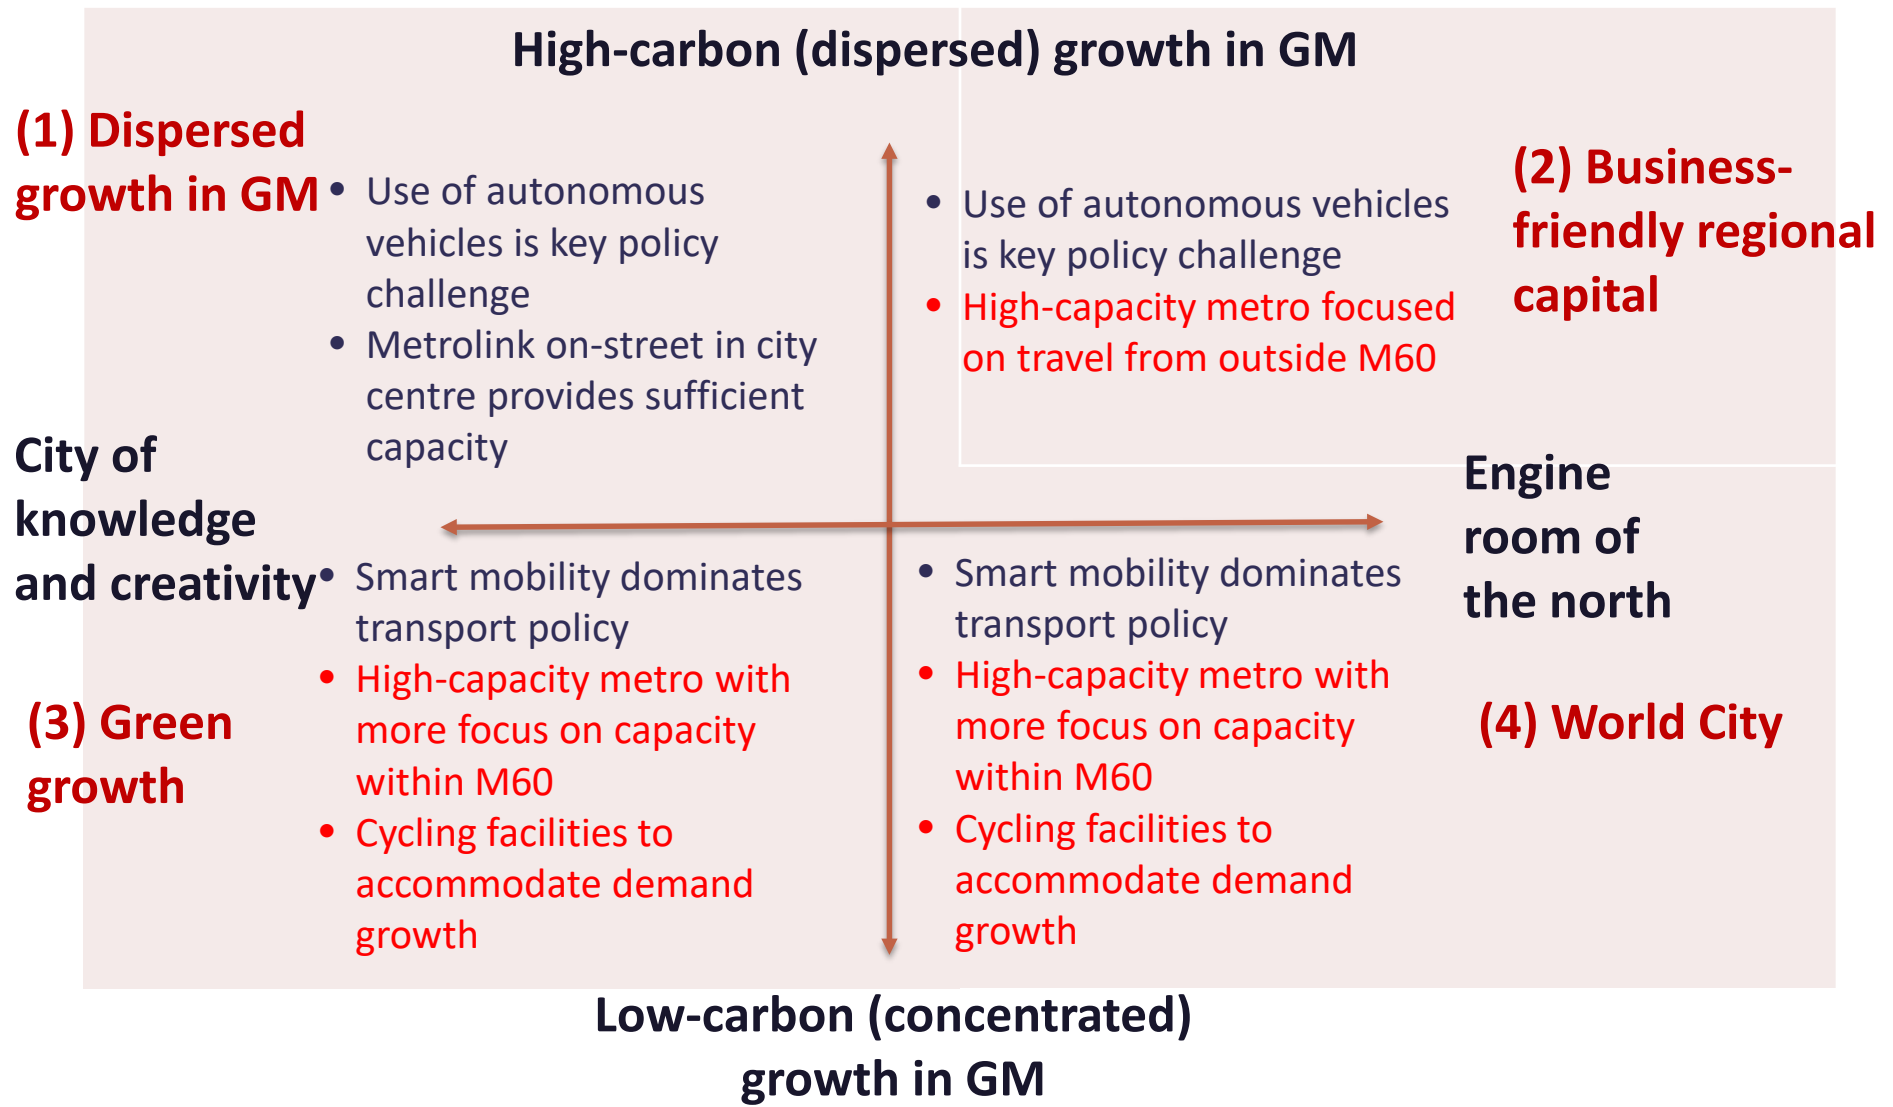 High-carbon (dispersed) growth in GM
(1) Dispersed
growth in GM
• Use of autonomous
vehicles is key policy
challenge
• Metrolink on-street in city
centre provides sufficient
capacity
• Use of autonomous vehicles
is key policy challenge
• High-capacity metro focused
on travel from outside M60
(2) Business-
friendly regional
capital
City of
knowledge
and creativity
Engine
room of
the north
(3) Green
growth
• Smart mobility dominates
transport policy
• High-capacity metro with
more focus on capacity
within M60
• Cycling facilities to
accommodate demand
growth
• Smart mobility dominates
transport policy
• High-capacity metro with
more focus on capacity
within M60
• Cycling facilities to
accommodate demand
growth
(4) World City
Low-carbon (concentrated)
growth in GM